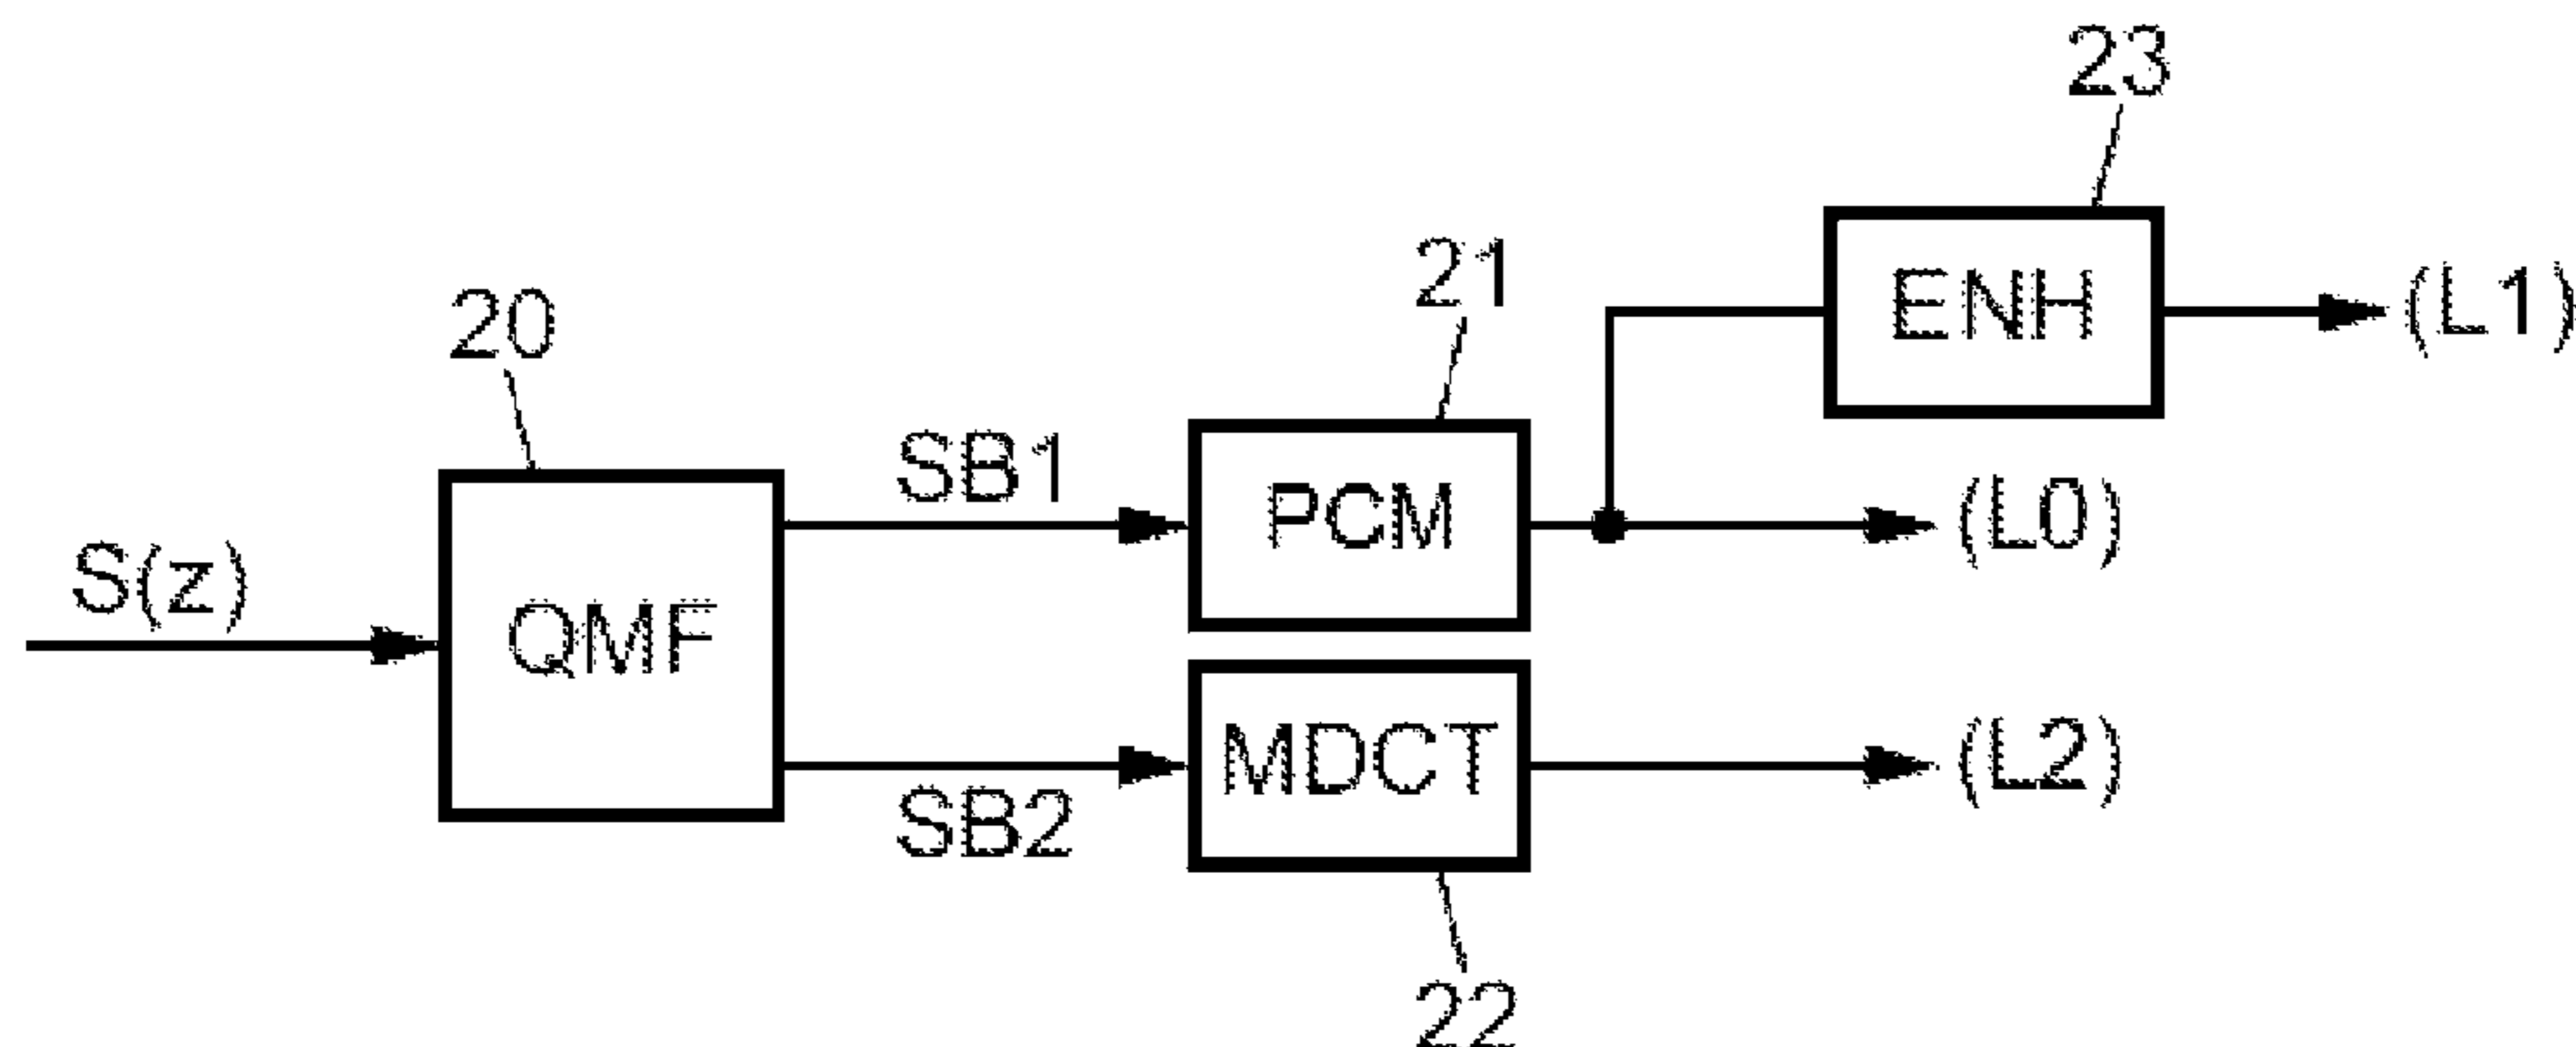 23
21
ENH
(L1)
20
SB1
PCM
(L0)
S(z)
QMF
MDCT
(L2)
SB2
22